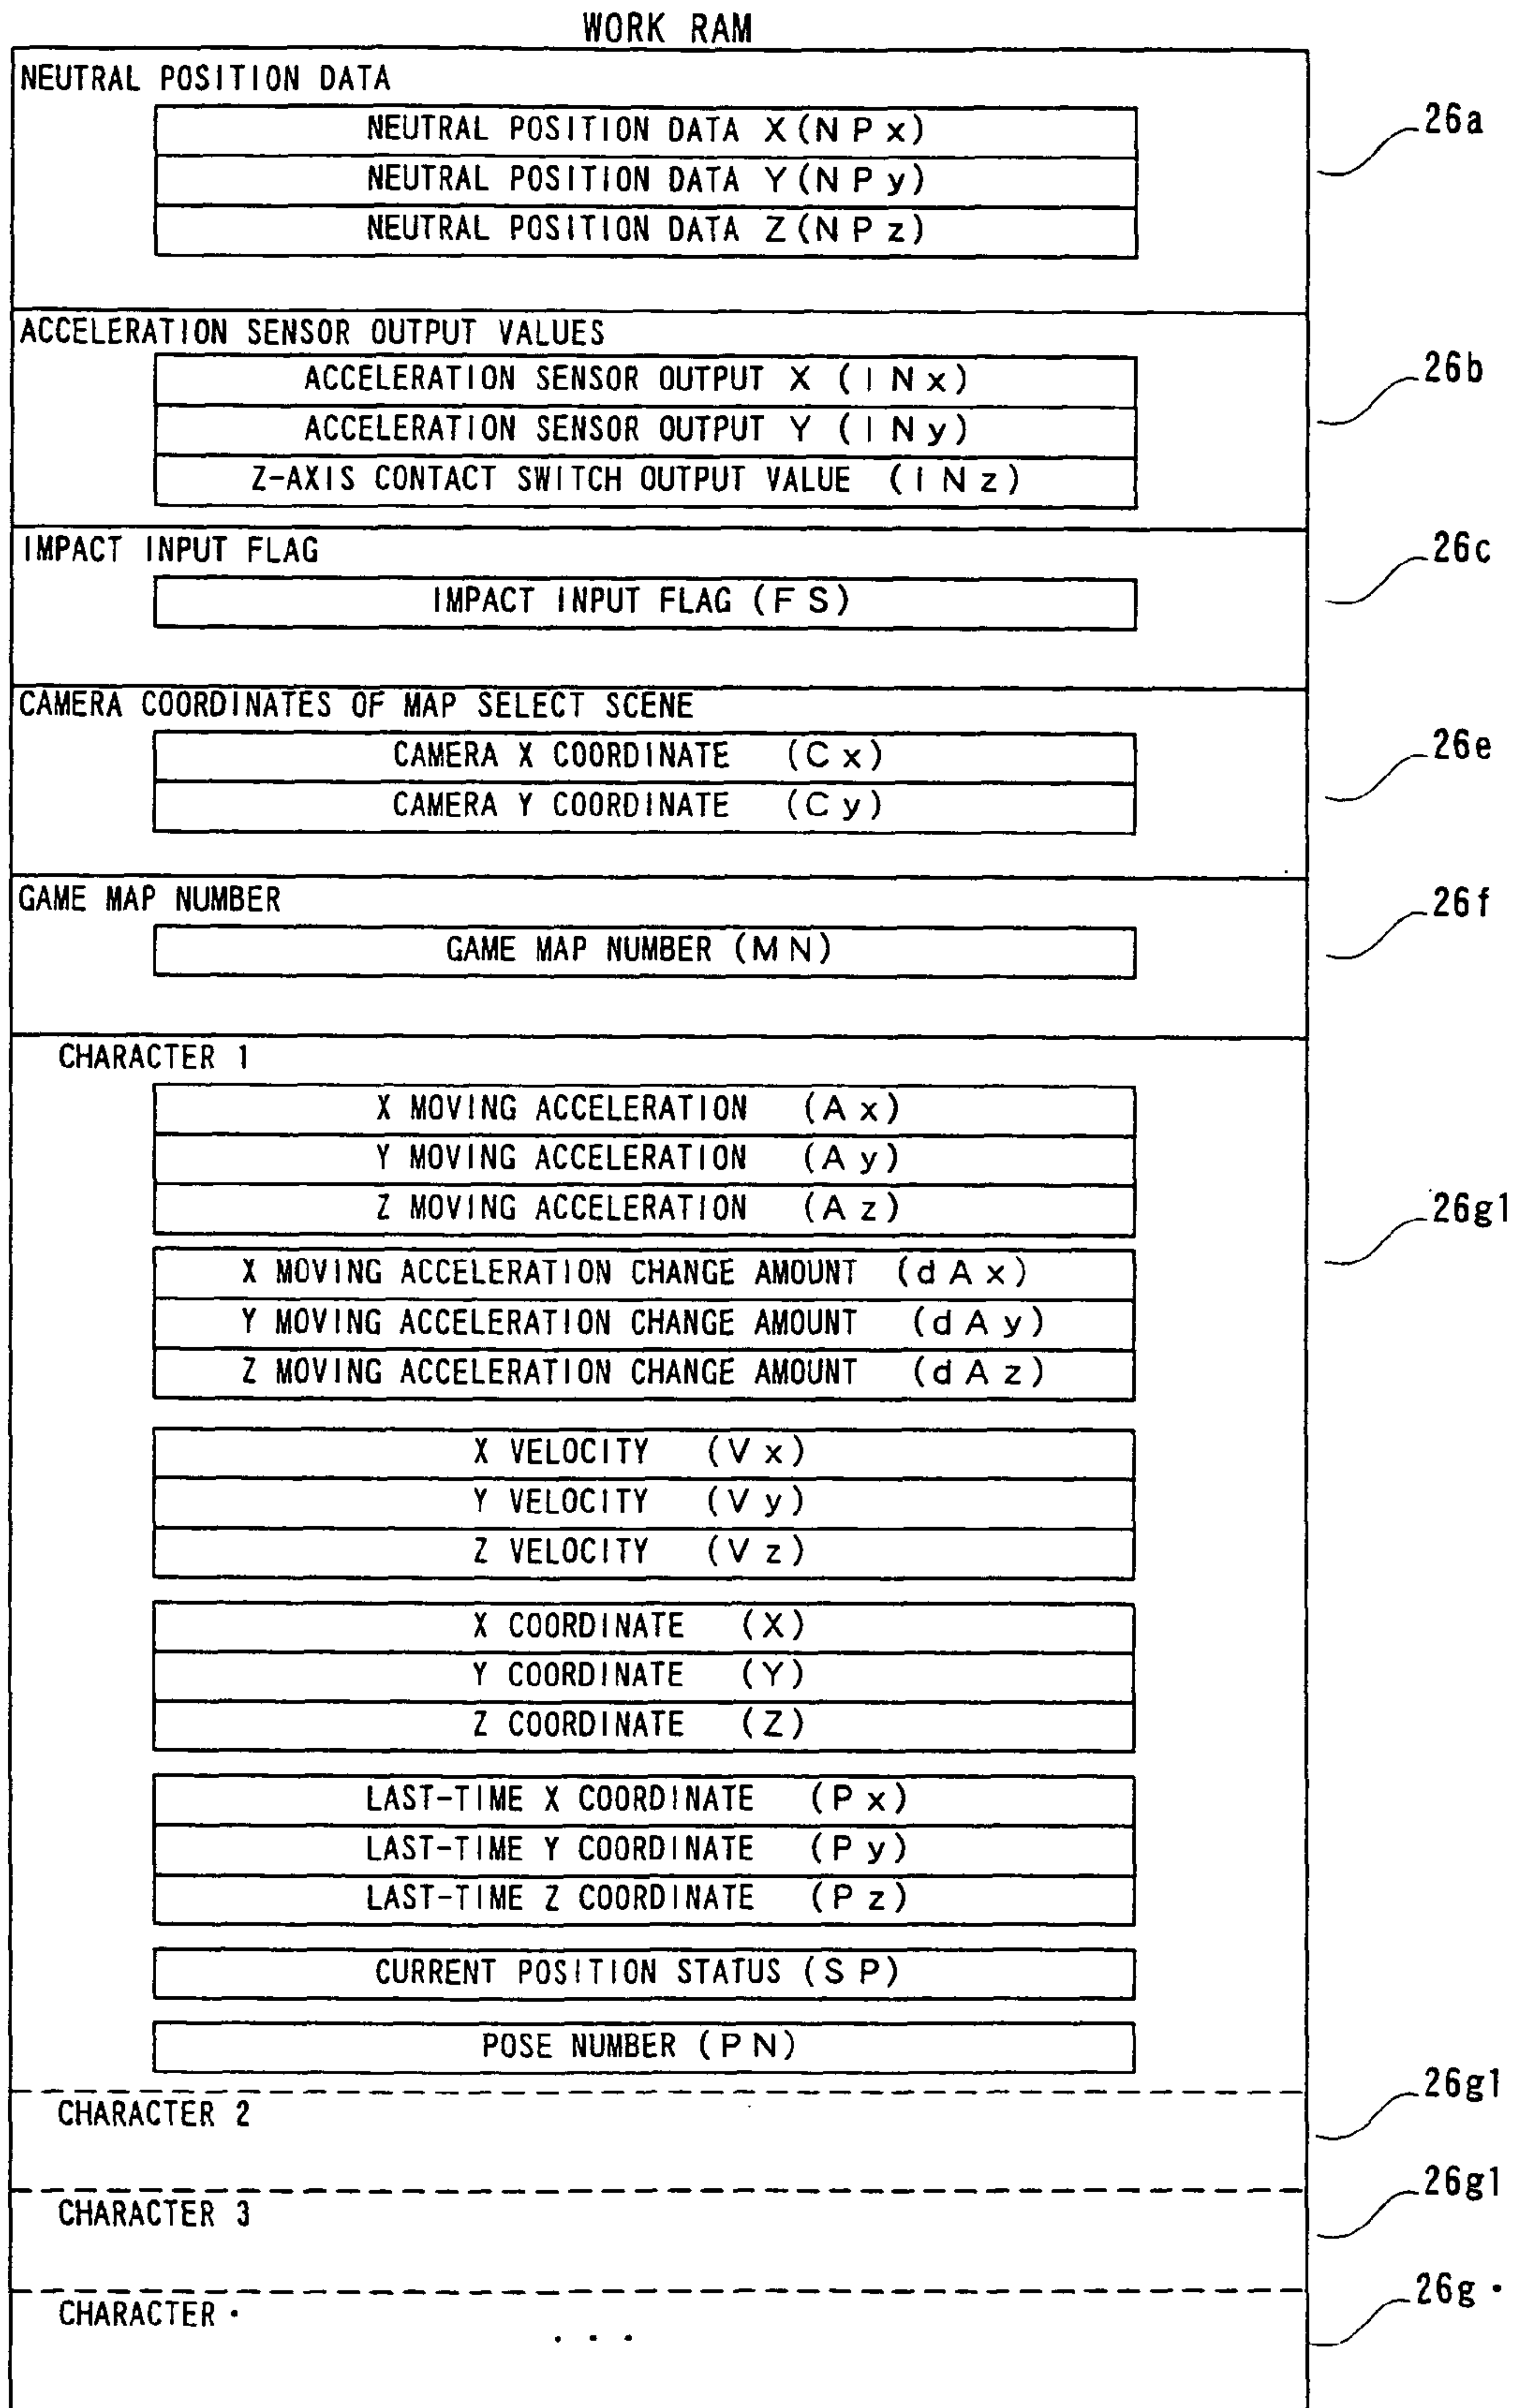 WORK RAM
NEUTRAL POSITION DATA
NEUTRAL POSITION DATA X(NPx)
NEUTRAL POSITION DATA Y(NPy)
NEUTRAL POSITION DATA Z(NPz)
26a
ACCELERATION SENSOR OUTPUT VALUES
ACCELERATION SENSOR OUTPUT X (INx)
ACCELERATION SENSOR OUTPUT Y (INy)
Z-AXIS CONTACT SWITCH OUTPUT VALUE (INz)
26b
IMPACT INPUT FLAG
IMPACT INPUT FLAG (FS)
26c
CAMERA COORDINATES OF MAP SELECT SCENE
CAMERA X COORDINATE (Cx)
CAMERA Y COORDINATE (Cy)
26e
GAME MAP NUMBER
GAME MAP NUMBER (MN)
26f
CHARACTER 1
X MOVING ACCELERATION (Ax)
Y MOVING ACCELERATION (Ay)
Z MOVING ACCELERATION (Az)
X MOVING ACCELERATION CHANGE AMOUNT (dAx)
Y MOVING ACCELERATION CHANGE AMOUNT (dAy)
Z MOVING ACCELERATION CHANGE AMOUNT (dAz)
X VELOCITY (Vx)
Y VELOCITY (Vy)
Z VELOCITY (Vz)
X COORDINATE (X)
Y COORDINATE (Y)
Z COORDINATE (Z)
LAST-TIME X COORDINATE (Px)
LAST-TIME Y COORDINATE (Py)
LAST-TIME Z COORDINATE (Pz)
CURRENT POSITION STATUS (SP)
POSE NUMBER (PN)
26g1
CHARACTER 2
26g1
CHARACTER 3
26g1
CHARACTER ·
26g ·
· · ·